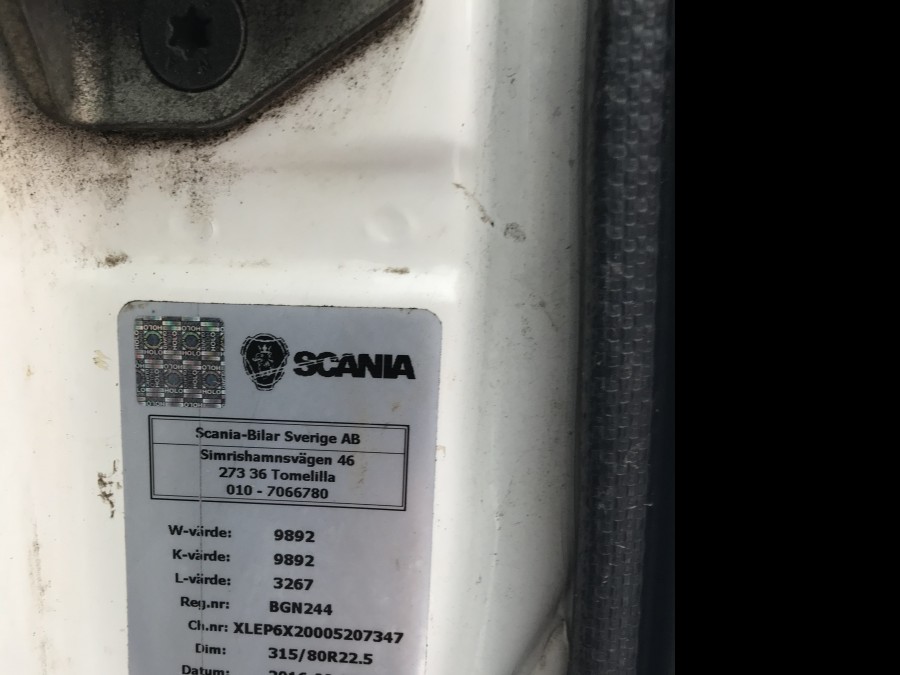 SCANIA
Scania-Bilar Sverige AB
Simrishamnsvägen 46
273 36 Tomelilla
010 - 7066780
W-värde: 9892
K-värde: 9892
L-värde: 3267
Reg.nr: BGN244
Ch.nr: XLEP6X20005207347
Dim: 315/80R22.5
Datum: